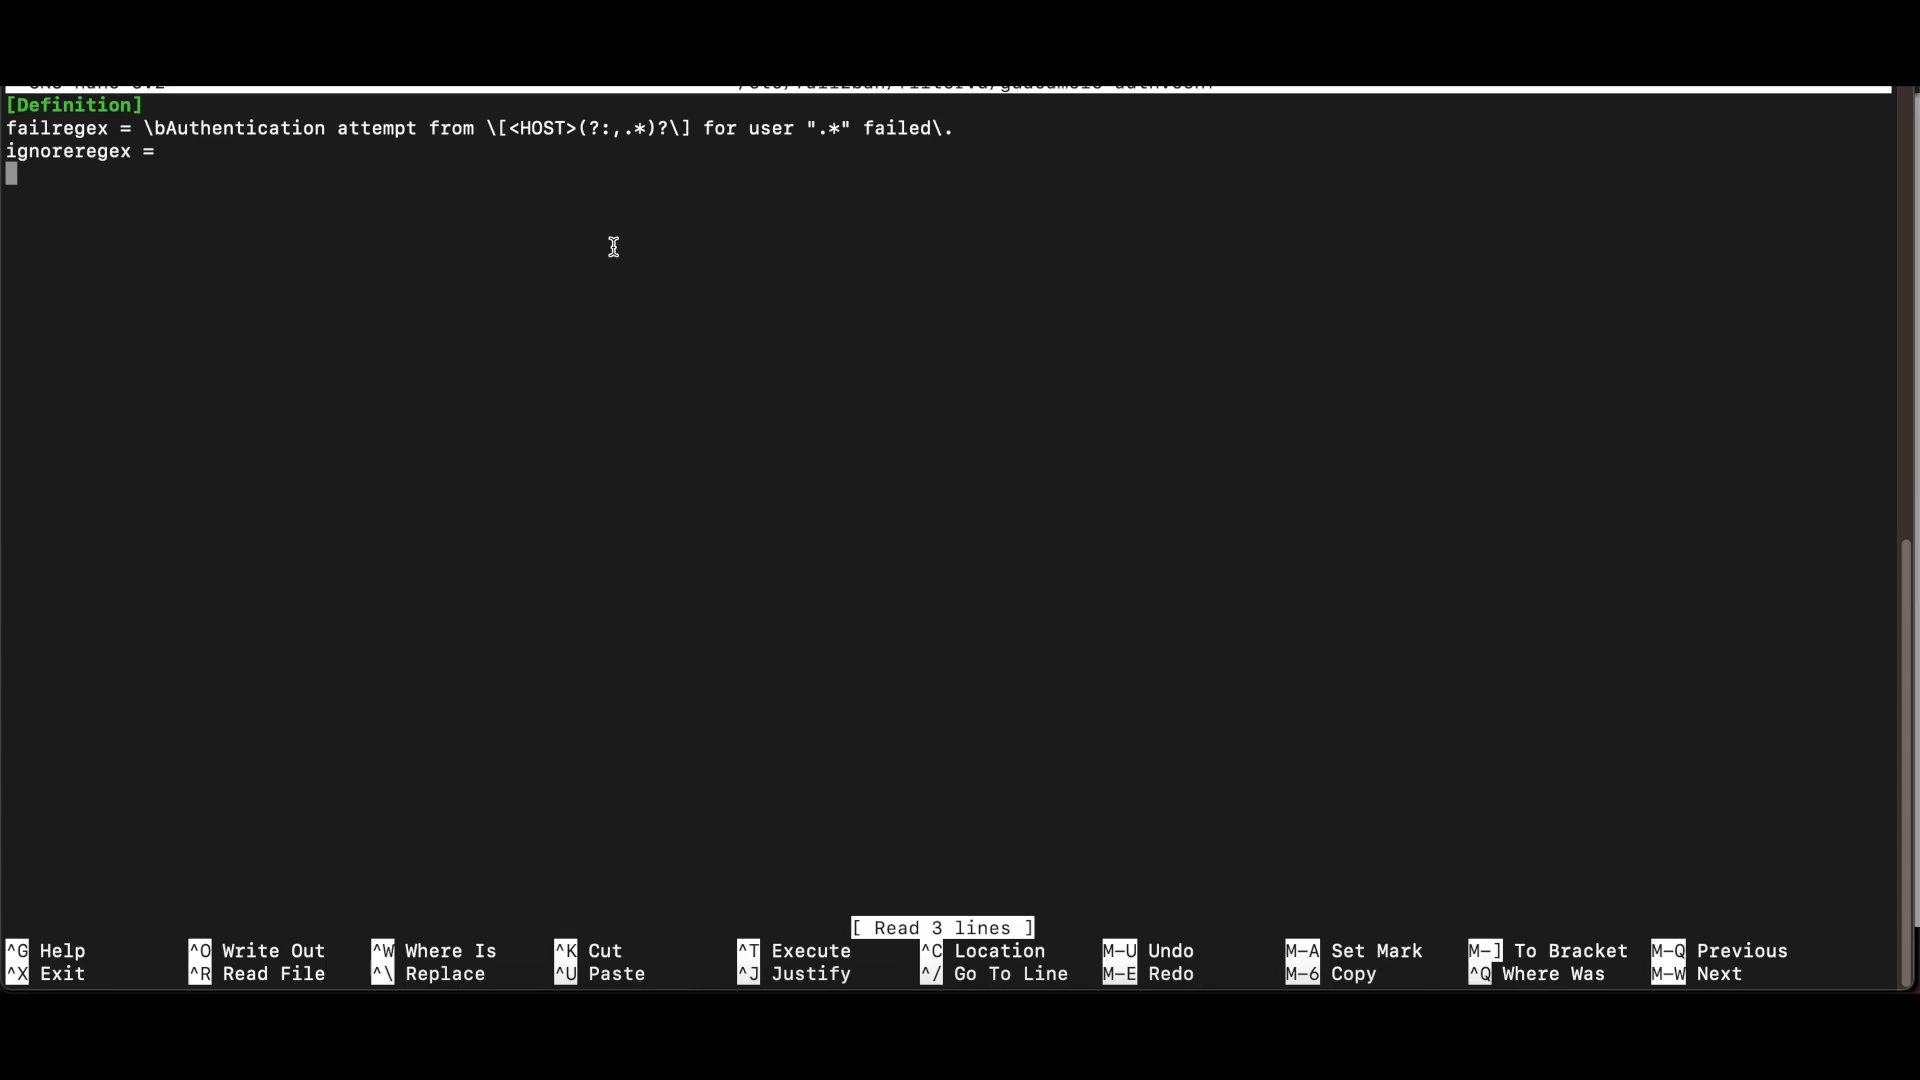 [Definition]
failregex = \bAuthentication attempt from \[<HOST>(?:,.*)?\] for user ".*" failed\.
ignoreregex =
[ Read 3 lines ]
^G Help ^O Write Out ^W Where Is ^K Cut ^T Execute ^C Location M-U Undo M-A Set Mark M-] To Bracket M-Q Previous
^X Exit ^R Read File ^\ Replace ^U Paste ^J Justify ^/ Go To Line M-E Redo M-6 Copy ^Q Where Was M-W Next